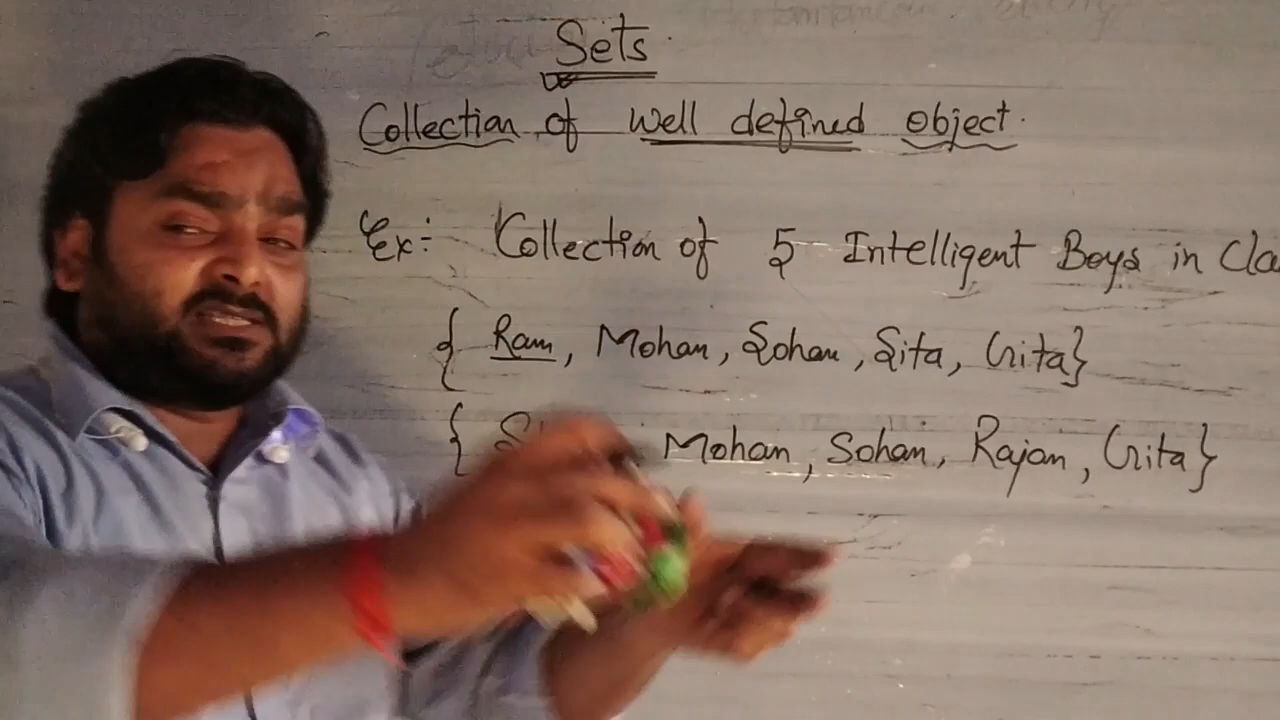 Sets.
Collection of well defined object.
Ex:- Collection of 5 Intelligent Boys in Cla
{ Ram, Mohan, Sohan, Sita, Gita}
{ Mohan, Sohan, Rajan, Gita}